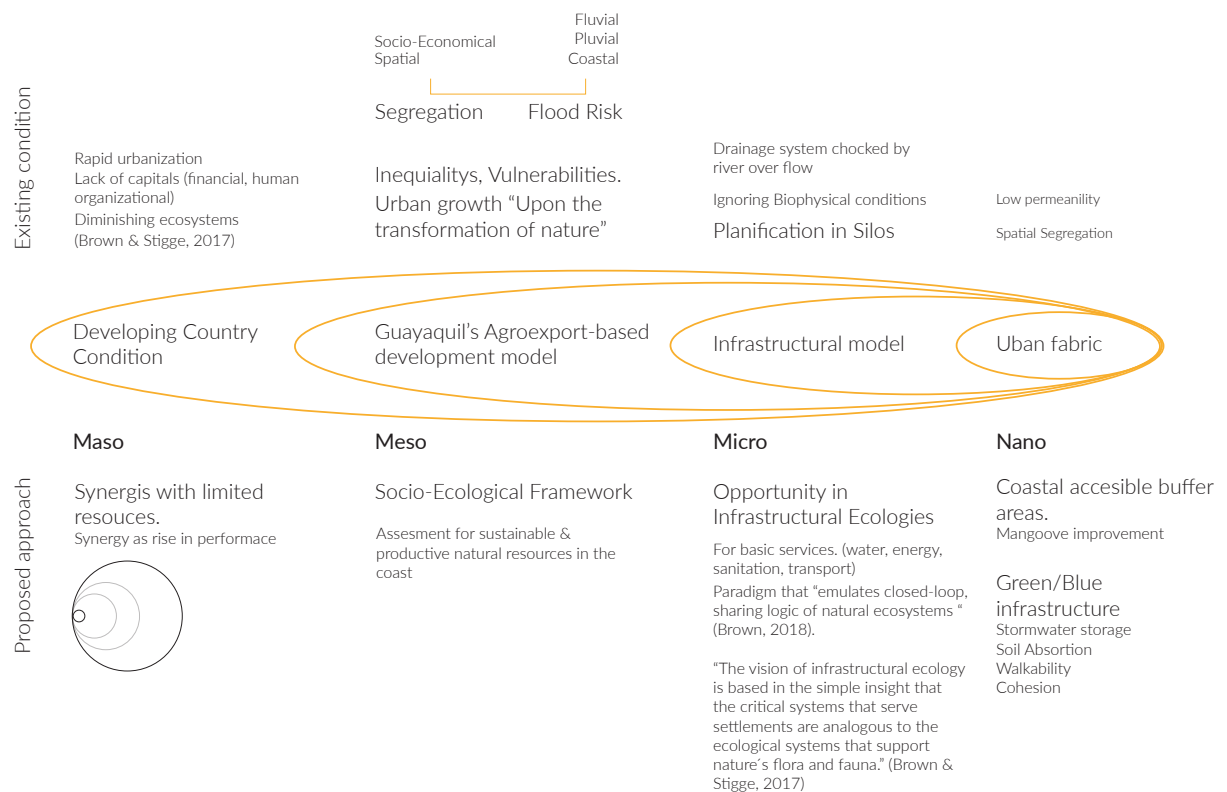 Existing condition
Rapid urbanization
Lack of capitals (financial, human
organizational)
Diminishing ecosystems
(Brown & Stigge, 2017)
Socio-Economical
Spatial
Fluvial
Pluvial
Coastal
Segregation
Flood Risk
Inequialitys, Vulnerabilities.
Urban growth “Upon the
transformation of nature”
Drainage system chocked by
river over flow
Ignoring Biophysical conditions
Planification in Silos
Low permeanility
Spatial Segregation
Developing Country
Condition
Guayaquil’s Agroexport-based
development model
Infrastructural model
Uban fabric
Proposed approach
Maso
Synergis with limited
resouces.
Synergy as rise in performace
Meso
Socio-Ecological Framework
Assesment for sustainable &
productive natural resources in the
coast
Micro
Opportunity in
Infrastructural Ecologies
For basic services. (water, energy,
sanitation, transport)
Paradigm that “emulates closed-loop,
sharing logic of natural ecosystems “
(Brown, 2018).
“The vision of infrastructural ecology
is based in the simple insight that
the critical systems that serve
settlements are analogous to the
ecological systems that support
nature´s flora and fauna.” (Brown &
Stigge, 2017)
Nano
Coastal accesible buffer
areas.
Mangoove improvement
Green/Blue
infrastructure
Stormwater storage
Soil Absortion
Walkability
Cohesion